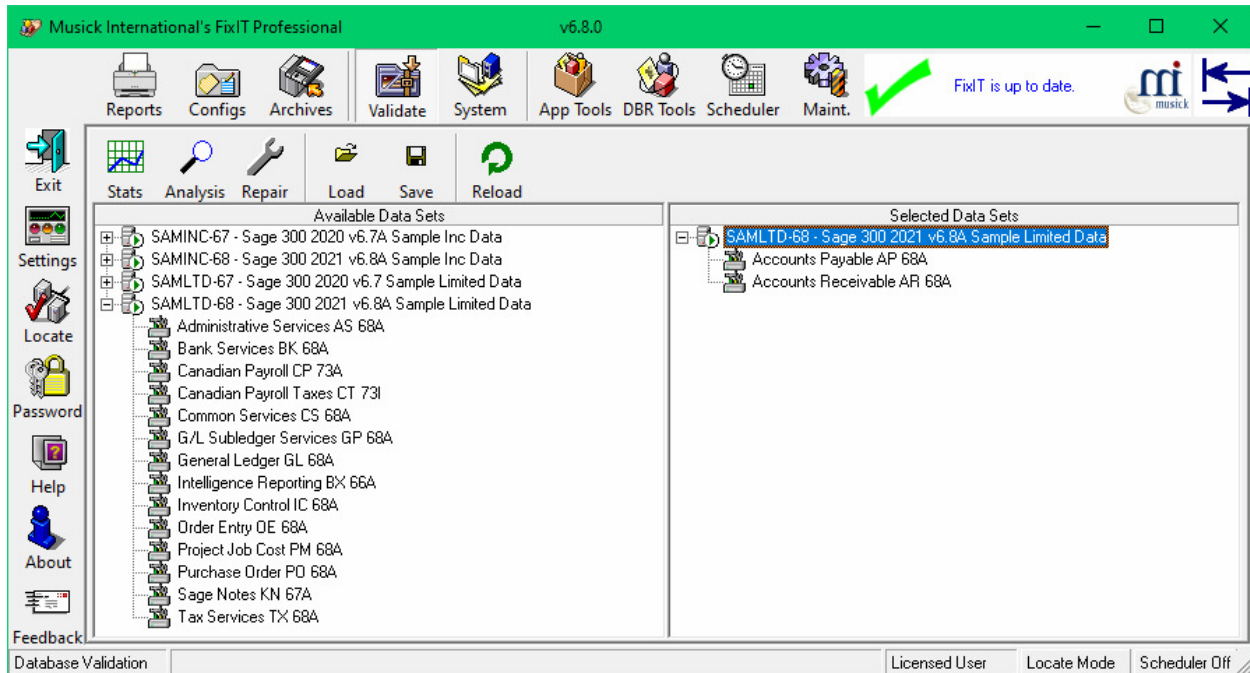 Musick International's FixIT Professional v6.8.0
Reports Configs Archives Validate System App Tools DBR Tools Scheduler Maint. FixIT is up to date. mi musick
Exit
Settings
Locate
Password
Help
About
Feedback
Stats Analysis Repair Load Save Reload
Available Data Sets
SAMINC-67 - Sage 300 2020 v6.7A Sample Inc Data
SAMINC-68 - Sage 300 2021 v6.8A Sample Inc Data
SAMLTD-67 - Sage 300 2020 v6.7 Sample Limited Data
SAMLTD-68 - Sage 300 2021 v6.8A Sample Limited Data
Administrative Services AS 68A
Bank Services BK 68A
Canadian Payroll CP 73A
Canadian Payroll Taxes CT 73I
Common Services CS 68A
G/L Subledger Services GP 68A
General Ledger GL 68A
Intelligence Reporting BX 66A
Inventory Control IC 68A
Order Entry OE 68A
Project Job Cost PM 68A
Purchase Order PO 68A
Sage Notes KN 67A
Tax Services TX 68A
Selected Data Sets
SAMLTD-68 - Sage 300 2021 v6.8A Sample Limited Data
Accounts Payable AP 68A
Accounts Receivable AR 68A
Database Validation Licensed User Locate Mode Scheduler Off